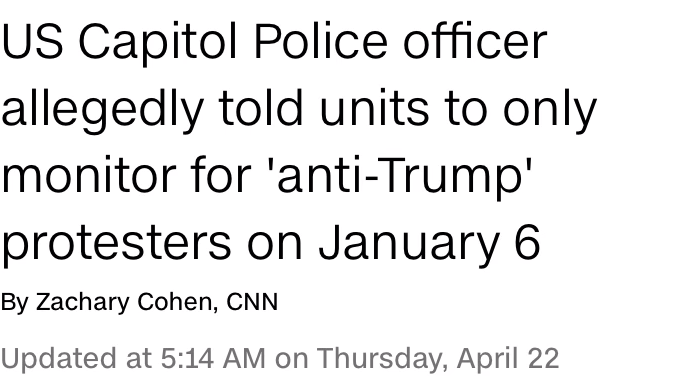 US Capitol Police officer
allegedly told units to only
monitor for 'anti-Trump'
protesters on January 6
By Zachary Cohen, CNN
Updated at 5:14 AM on Thursday, April 22